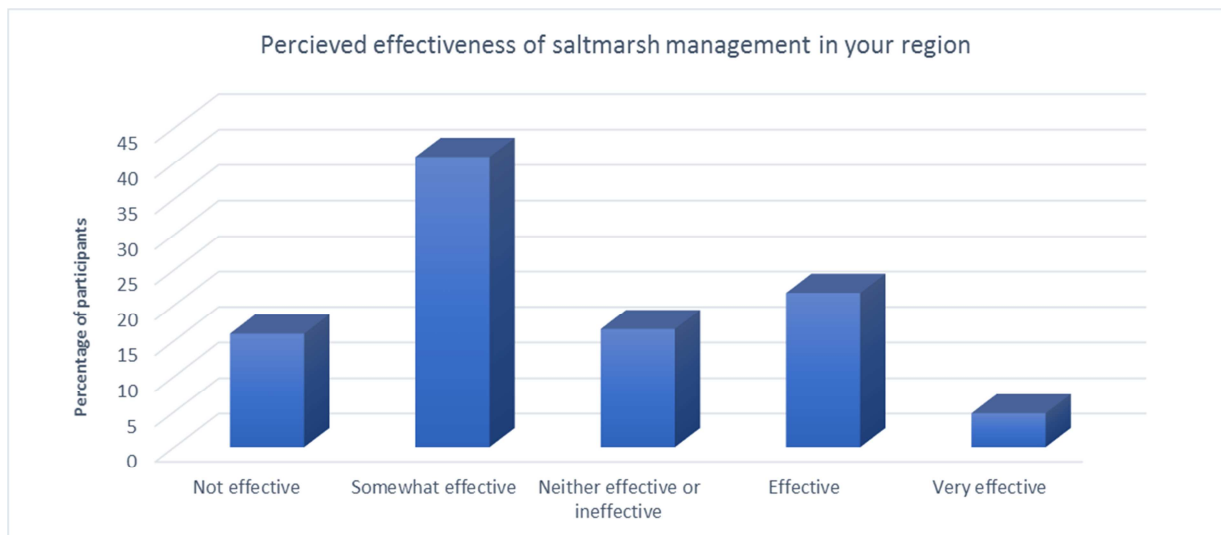 Percieved effectiveness of saltmarsh management in your region
Percentage of participants
45
40
35
30
25
20
15
10
5
0
Not effective
Somewhat effective
Neither effective or
ineffective
Effective
Very effective